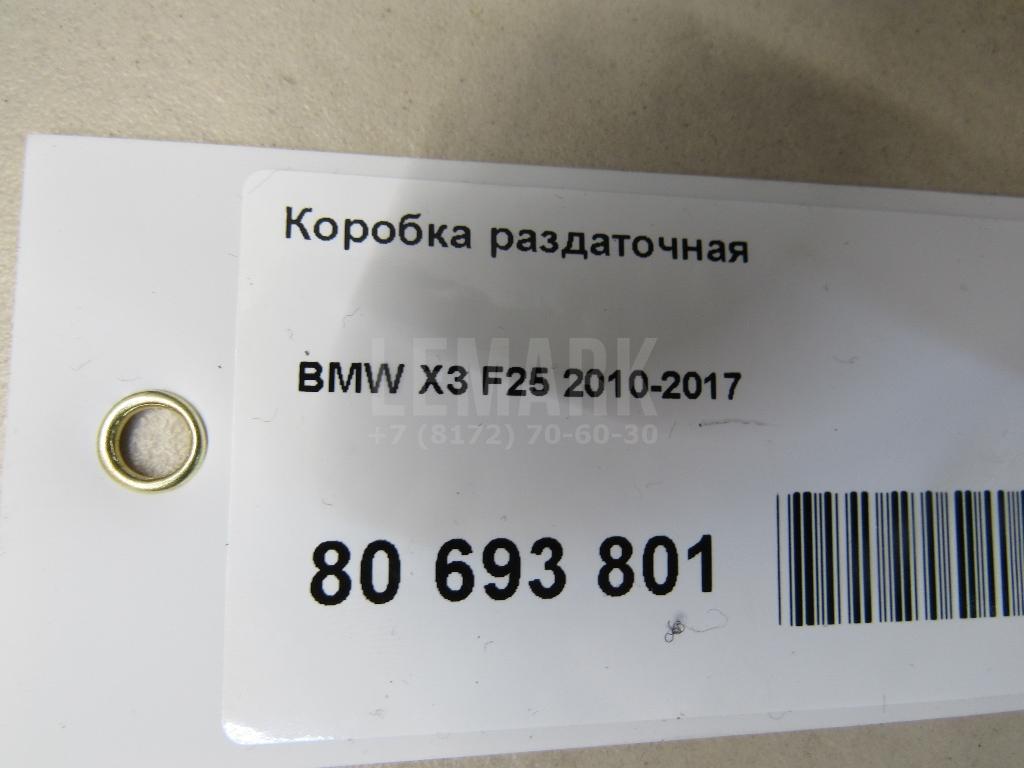 Коробка раздаточная
LEMARK
BMW X3 F25 2010-2017
+7 (8172) 70-60-30
80 693 801